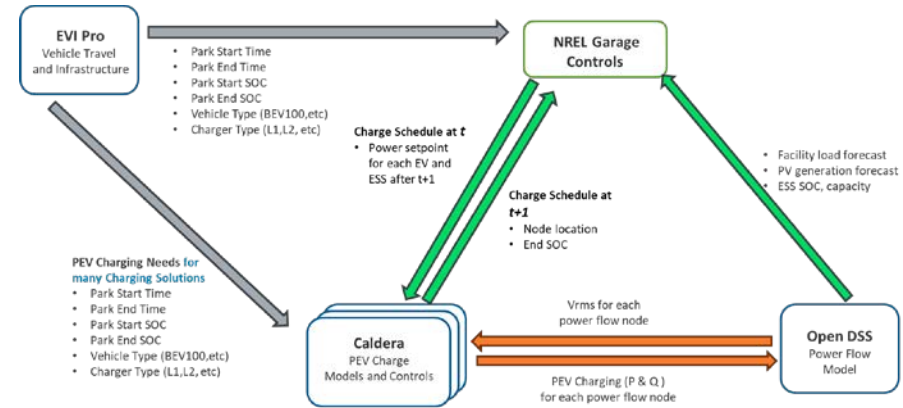 EVI Pro
Vehicle Travel
and Infrastructure
• Park Start Time
• Park End Time
• Park Start SOC
• Park End SOC
• Vehicle Type (BEV100,etc)
• Charger Type (L1,L2, etc)
NREL Garage
Controls
Charge Schedule at t
• Power setpoint
for each EV and
ESS after t+1
Charge Schedule at
t+1
• Node location
• End SOC
• Facility load forecast
• PV generation forecast
• ESS SOC, capacity
PEV Charging Needs for
many Charging Solutions
• Park Start Time
• Park End Time
• Park Start SOC
• Park End SOC
• Vehicle Type (BEV100,etc)
• Charger Type (L1,L2, etc)
Caldera
PEV Charge
Models and Controls
Vrms for each
power flow node
PEV Charging (P & Q )
for each power flow node
Open DSS
Power Flow
Model